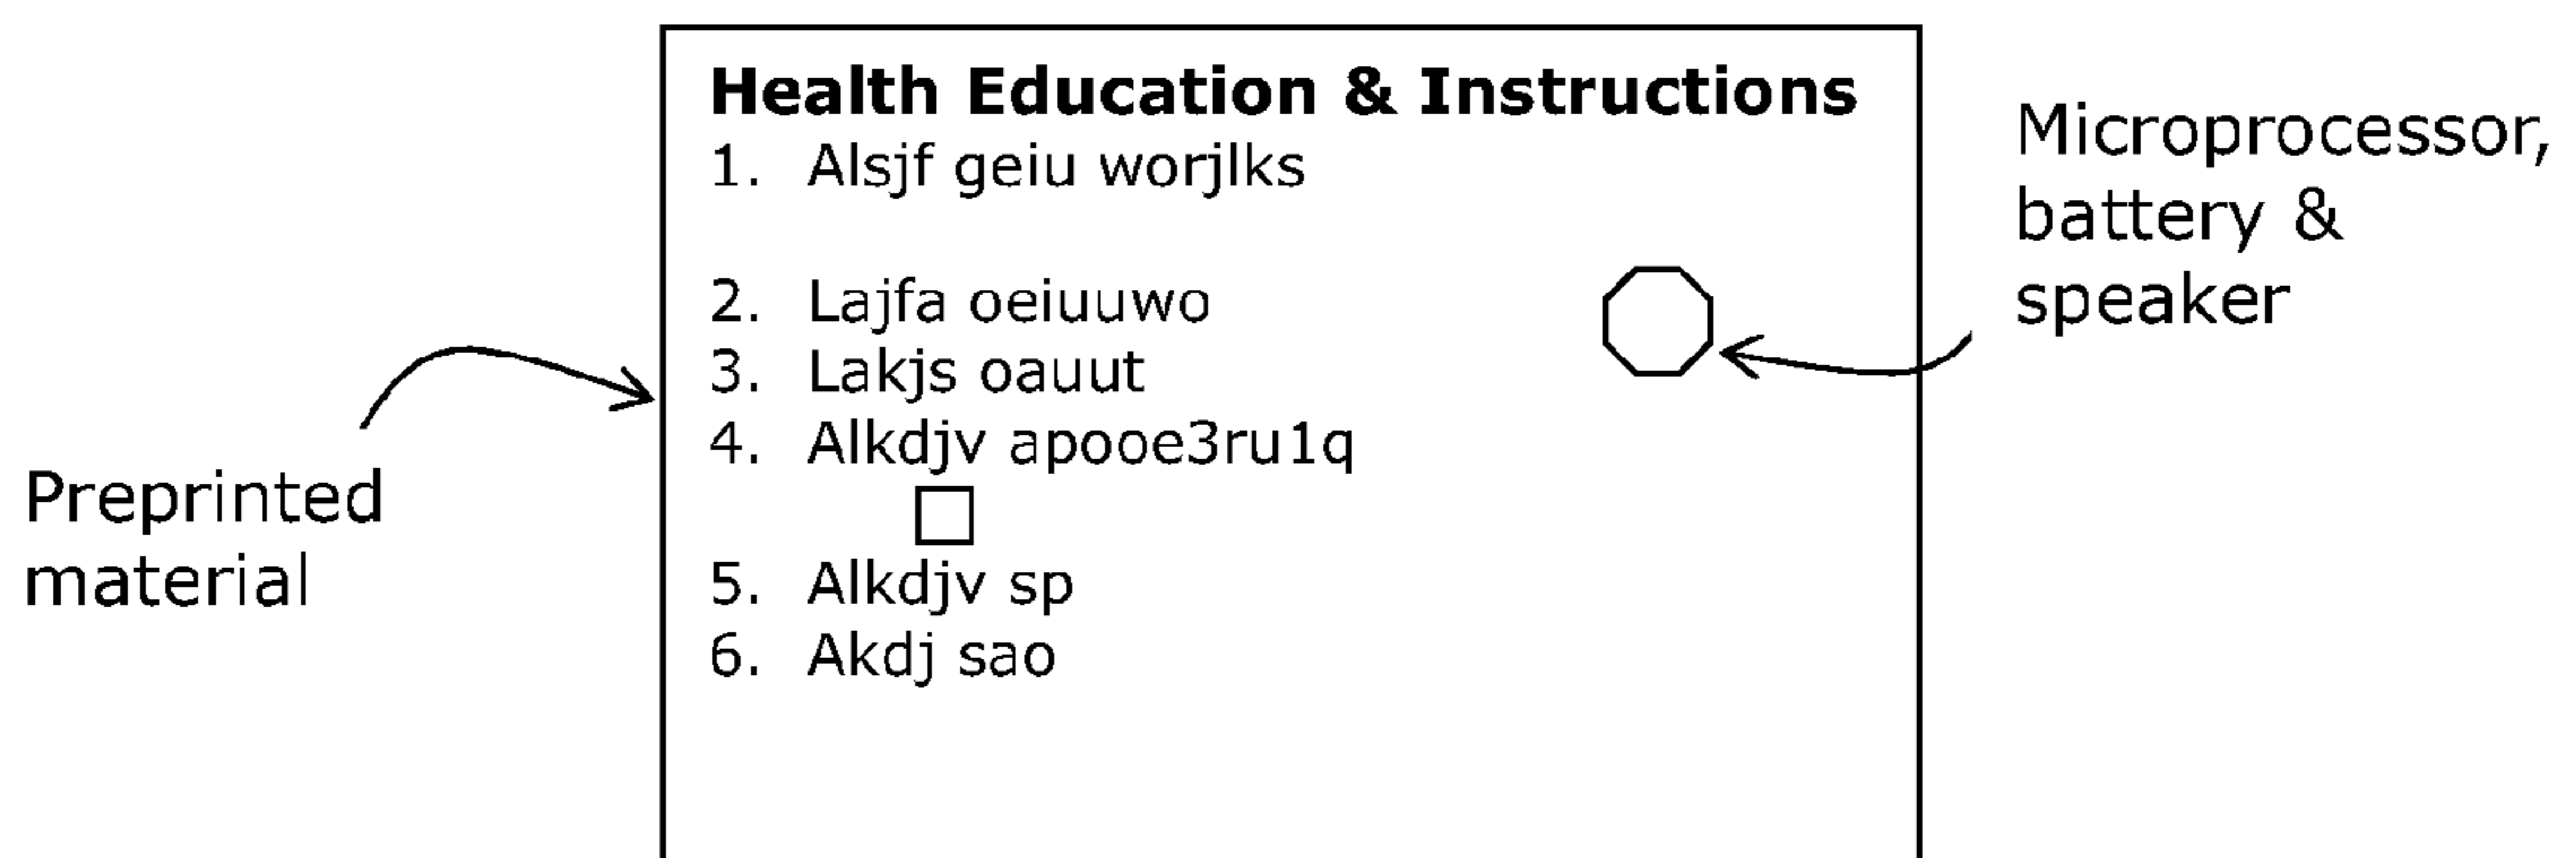 Health Education & Instructions
1. Alsjf geiu worjlks
2. Lajfa oeiuuwo
3. Lakjs oauut
4. Alkdjv apooe3ru1q
5. Alkdjv sp
6. Akdj sao
Preprinted
material
Microprocessor,
battery &
speaker